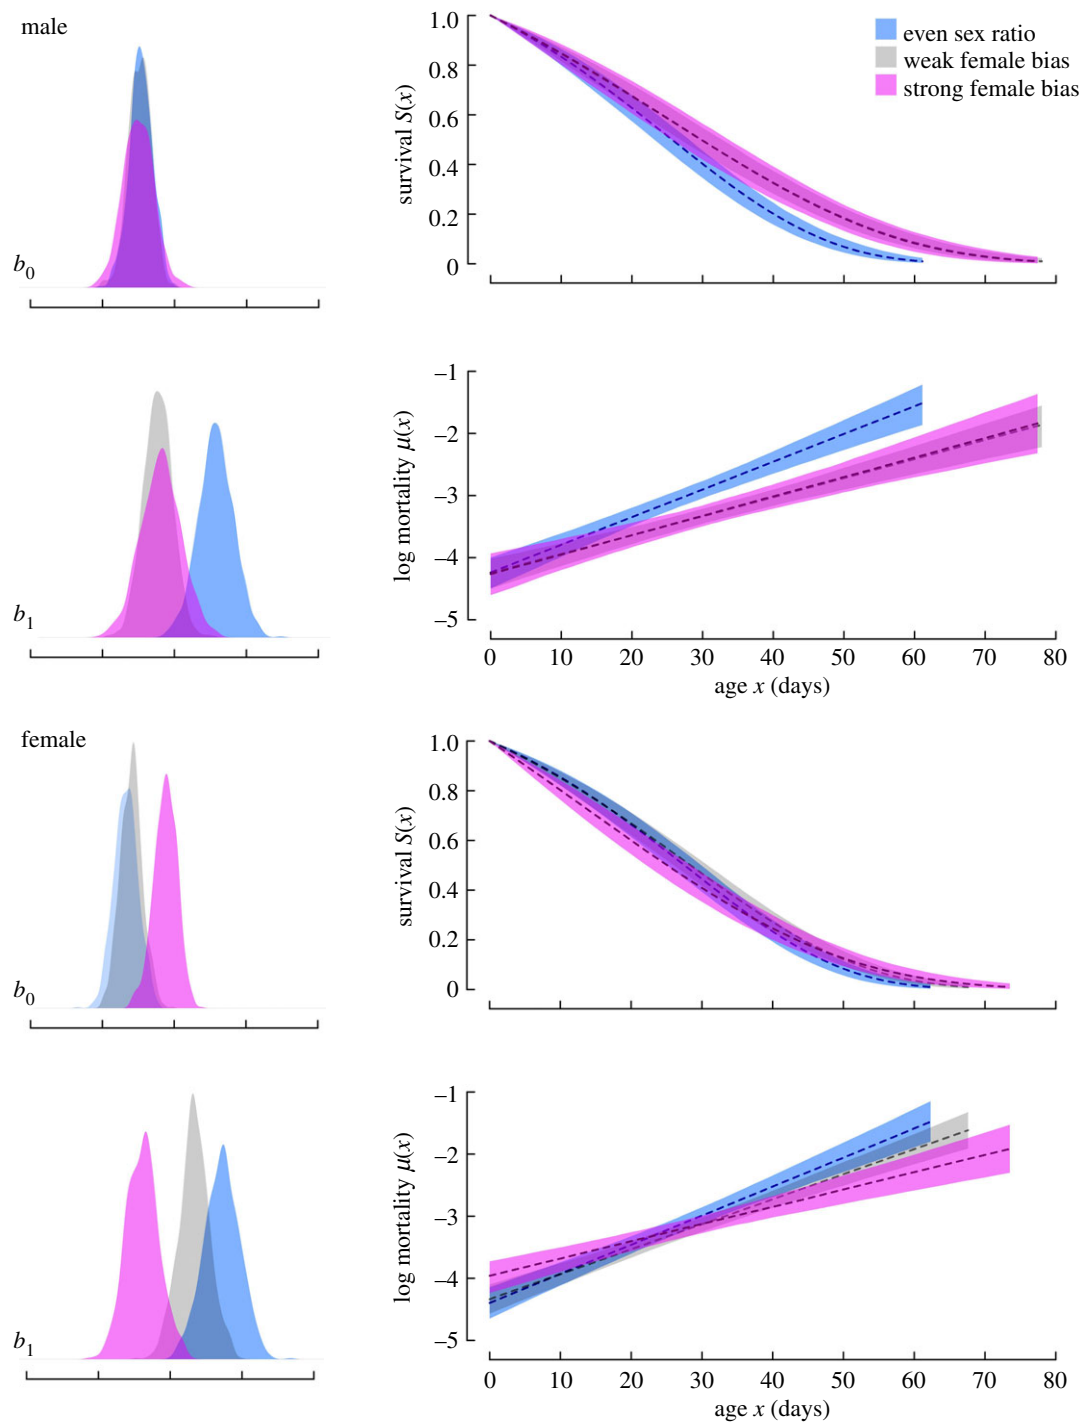 male
even sex ratio
weak female bias
strong female bias
b0
survival S(x)
1.0
0.8
0.6
0.4
0.2
0
b1
log mortality μ(x)
–1
–2
–3
–4
–5
0 10 20 30 40 50 60 70 80
age x (days)
female
b0
survival S(x)
1.0
0.8
0.6
0.4
0.2
0
b1
log mortality μ(x)
–1
–2
–3
–4
–5
0 10 20 30 40 50 60 70 80
age x (days)